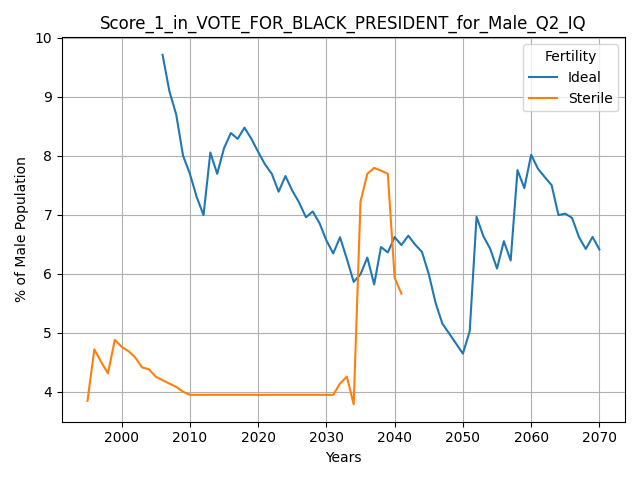 Score_1_in_VOTE_FOR_BLACK_PRESIDENT_for_Male_Q2_IQ
10
9
8
7
6
5
4
% of Male Population
Fertility
Ideal
Sterile
2000 2010 2020 2030 2040 2050 2060 2070
Years